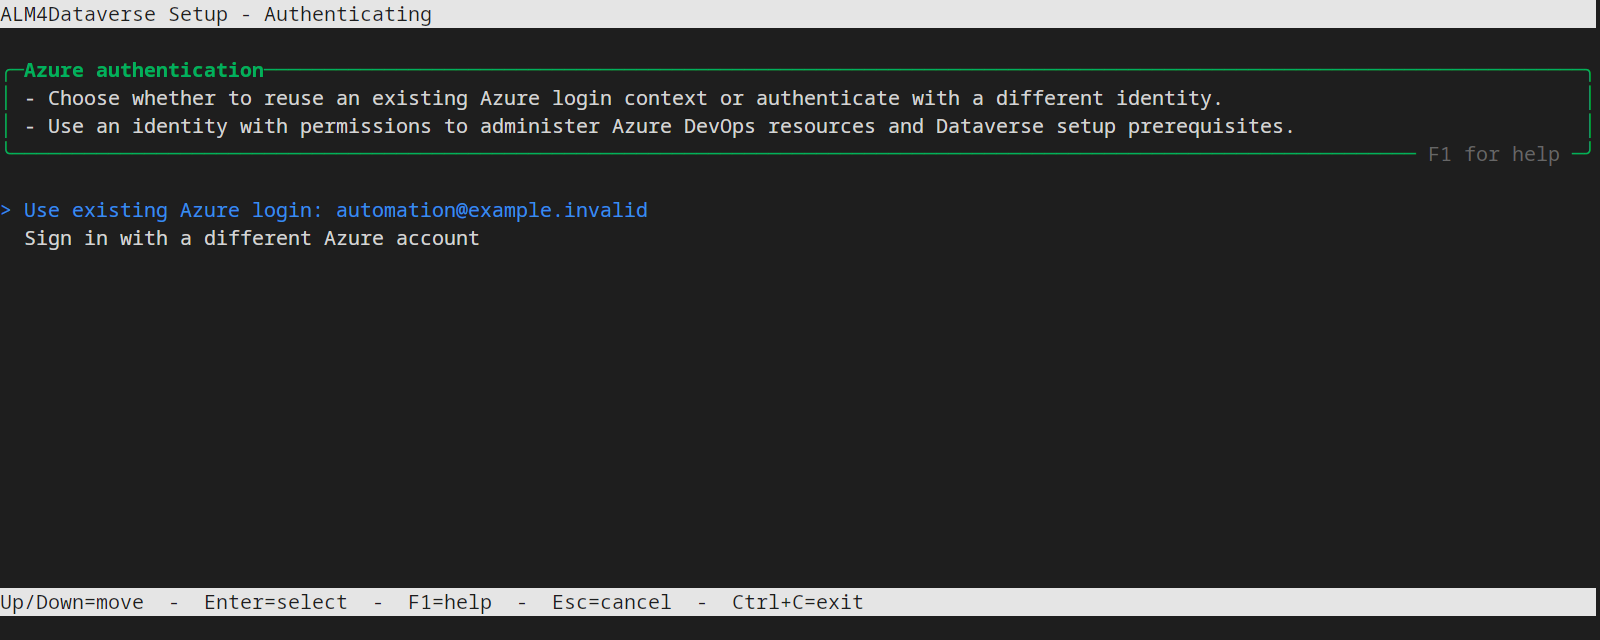 ALM4Dataverse Setup - Authenticating
Azure authentication
- Choose whether to reuse an existing Azure login context or authenticate with a different identity.
- Use an identity with permissions to administer Azure DevOps resources and Dataverse setup prerequisites.
F1 for help
> Use existing Azure login: automation@example.invalid
Sign in with a different Azure account
Up/Down=move  -  Enter=select  -  F1=help  -  Esc=cancel  -  Ctrl+C=exit